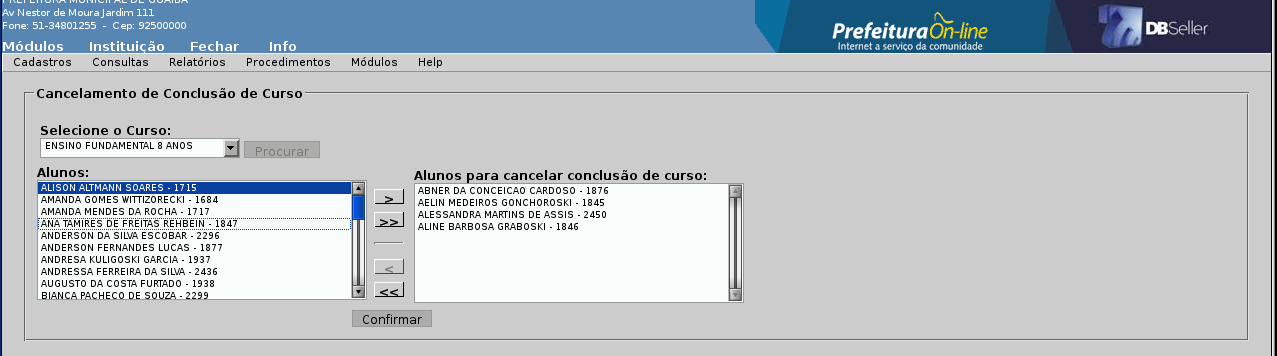 PREFEITURA MUNICIPAL DE GUAIBA
Av Nestor de Moura Jardim 111
Fone: 51-34801255 - Cep: 92500000
Prefeitura On-line
Internet a serviço da comunidade
DBSeller
Módulos Instituição Fechar Info
Cadastros Consultas Relatórios Procedimentos Módulos Help
Cancelamento de Conclusão de Curso
Selecione o Curso:
ENSINO FUNDAMENTAL 8 ANOS
Procurar
Alunos:
ALISON ALTMANN SOARES - 1715
AMANDA GOMES WITTIZORECKI - 1684
AMANDA MENDES DA ROCHA - 1717
ANA TAMIRES DE FREITAS REHBEIN - 1847
ANDERSON DA SILVA ESCOBAR - 2296
ANDERSON FERNANDES LUCAS - 1877
ANDRESA KULIGOSKI GARCIA - 1937
ANDRESSA FERREIRA DA SILVA - 2436
AUGUSTO DA COSTA FURTADO - 1938
BIANCA PACHECO DE SOUZA - 2299
>
>>
<
<<
Alunos para cancelar conclusão de curso:
ABNER DA CONCEICAO CARDOSO - 1876
AELIN MEDEIROS GONCHOROSKI - 1845
ALESSANDRA MARTINS DE ASSIS - 2450
ALINE BARBOSA GRABOSKI - 1846
Confirmar